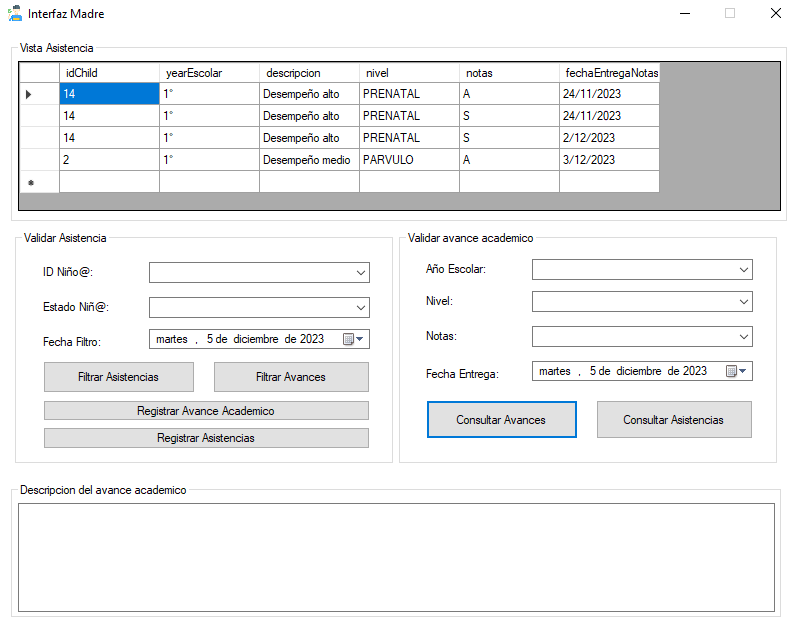 Interfaz Madre
Vista Asistencia
idChild yearEscolar descripcion nivel notas fechaEntregaNotas
14 1° Desempeño alto PRENATAL A 24/11/2023
14 1° Desempeño alto PRENATAL S 24/11/2023
14 1° Desempeño alto PRENATAL S 2/12/2023
2 1° Desempeño medio PARVULO A 3/12/2023
Validar Asistencia
ID Niño@:
Estado Niñ@:
Fecha Filtro: martes , 5 de diciembre de 2023
Filtrar Asistencias Filtrar Avances
Registrar Avance Academico
Registrar Asistencias
Validar avance academico
Año Escolar:
Nivel:
Notas:
Fecha Entrega: martes , 5 de diciembre de 2023
Consultar Avances Consultar Asistencias
Descripcion del avance academico